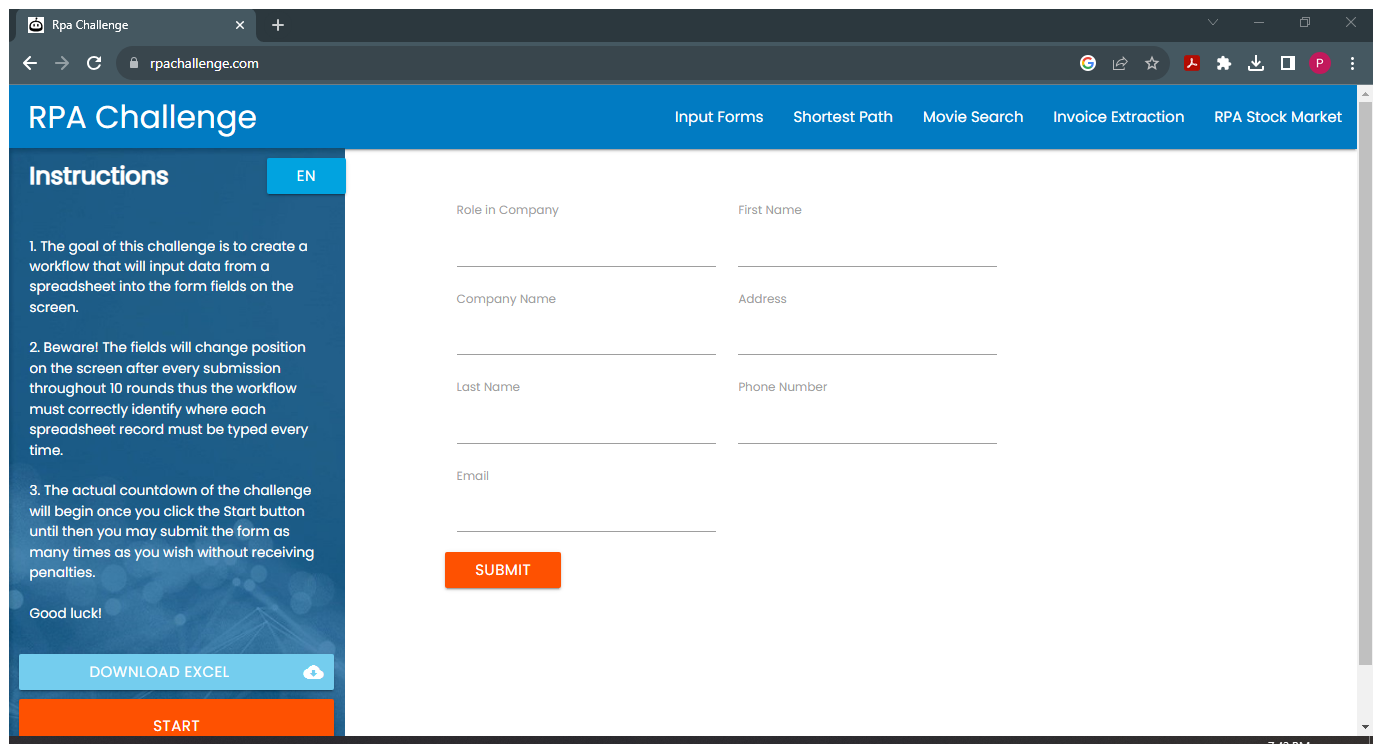 Rpa Challenge
rpachallenge.com
P
RPA Challenge
Input Forms
Shortest Path
Movie Search
Invoice Extraction
RPA Stock Market
Instructions
EN
1. The goal of this challenge is to create a
workflow that will input data from a
spreadsheet into the form fields on the
screen.
2. Beware! The fields will change position
on the screen after every submission
throughout 10 rounds thus the workflow
must correctly identify where each
spreadsheet record must be typed every
time.
3. The actual countdown of the challenge
will begin once you click the Start button
until then you may submit the form as
many times as you wish without receiving
penalties.
Good luck!
DOWNLOAD EXCEL
START
Role in Company
First Name
Company Name
Address
Last Name
Phone Number
Email
SUBMIT